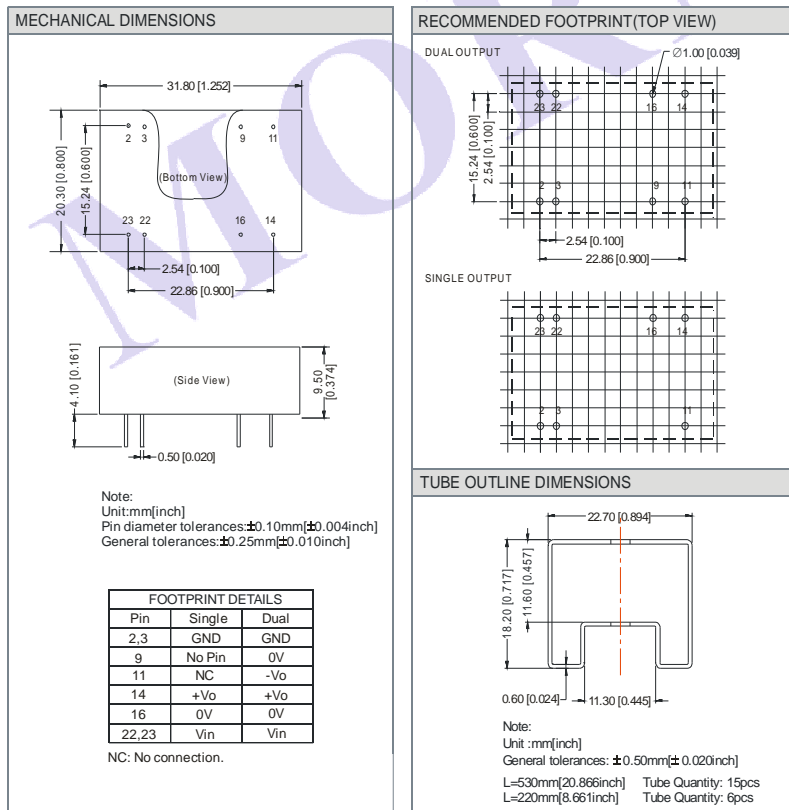 MECHANICAL DIMENSIONS
31.80 [1.252]
20.30 [0.800]
15.24 [0.600]
2 3 9 11
(Bottom View)
23 22 16 14
2.54 [0.100]
22.86 [0.900]
4.10 [0.161]
(Side View)
9.50
[0.374]
0.50 [0.020]
Note:
Unit:mm[inch]
Pin diameter tolerances:±0.10mm[±0.004inch]
General tolerances:±0.25mm[±0.010inch]
FOOTPRINT DETAILS
Pin Single Dual
2,3 GND GND
9 No Pin 0V
11 NC -Vo
14 +Vo +Vo
16 0V 0V
22,23 Vin Vin
NC: No connection.
RECOMMENDED FOOTPRINT(TOP VIEW)
DUAL OUTPUT
∅1.00 [0.039]
23 22 16 14
15.24 [0.600]
2.54 [0.100]
2 3 9 11
2.54 [0.100]
22.86 [0.900]
SINGLE OUTPUT
23 22 16 14
2 3 11
TUBE OUTLINE DIMENSIONS
22.70 [0.894]
18.20 [0.717]
11.60 [0.457]
0.60 [0.024]
11.30 [0.445]
Note:
Unit :mm[inch]
General tolerances: ±0.50mm[± 0.020inch]
L=530mm[20.866inch] Tube Quantity: 15pcs
L=220mm[8.661inch] Tube Quantity: 6pcs